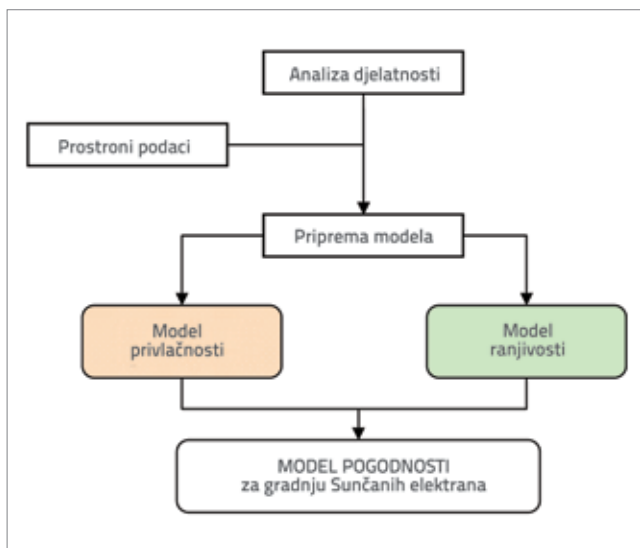 Analiza djelatnosti
Prostroni podaci
Priprema modela
Model
privlačnosti
Model
ranjivosti
MODEL POGODNOSTI
za gradnju Sunčanih elektrana